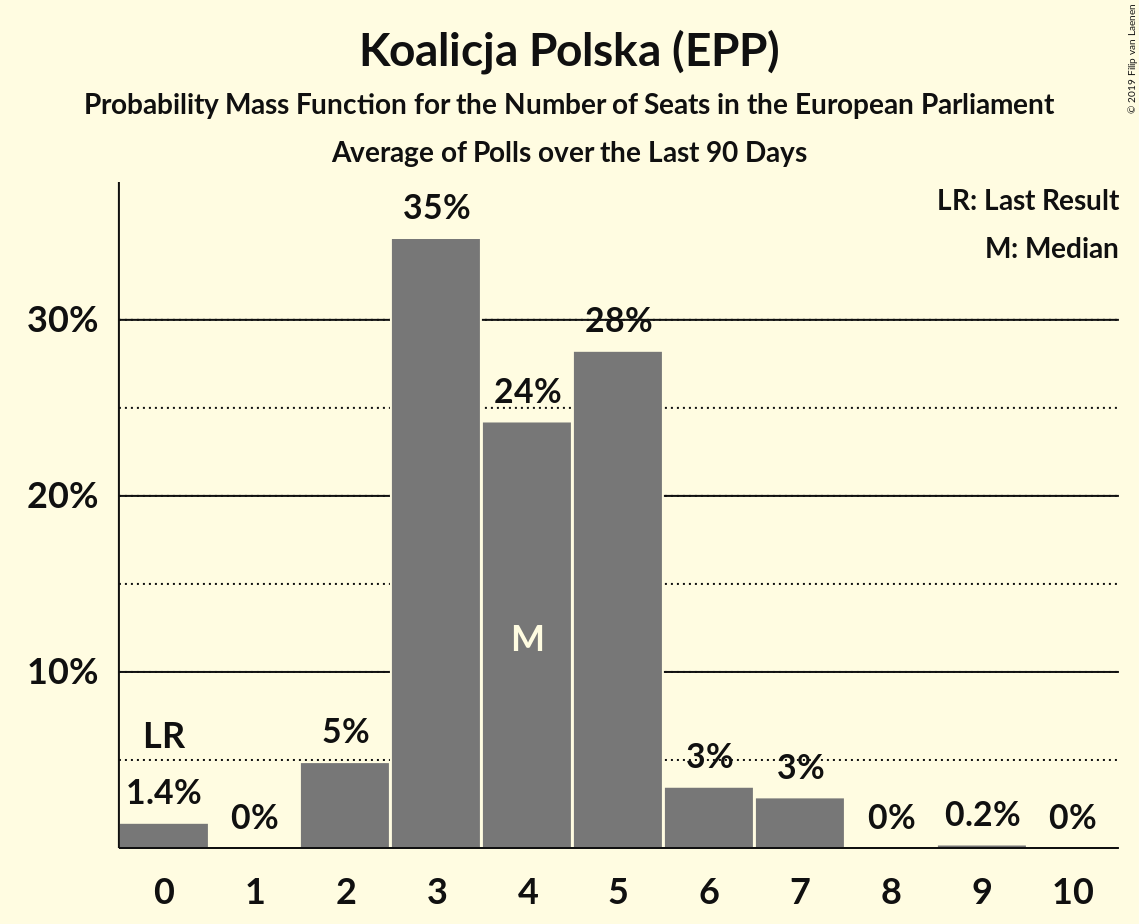 Koalicja Polska (EPP)
Probability Mass Function for the Number of Seats in the European Parliament
Average of Polls over the Last 90 Days
© 2019 Filip van Laenen
LR: Last Result
M: Median
35%
30%
28%
24%
20%
M
10%
LR
5%
3%
3%
1.4%
0%
0%
0.2%
0%
0 1 2 3 4 5 6 7 8 9 10